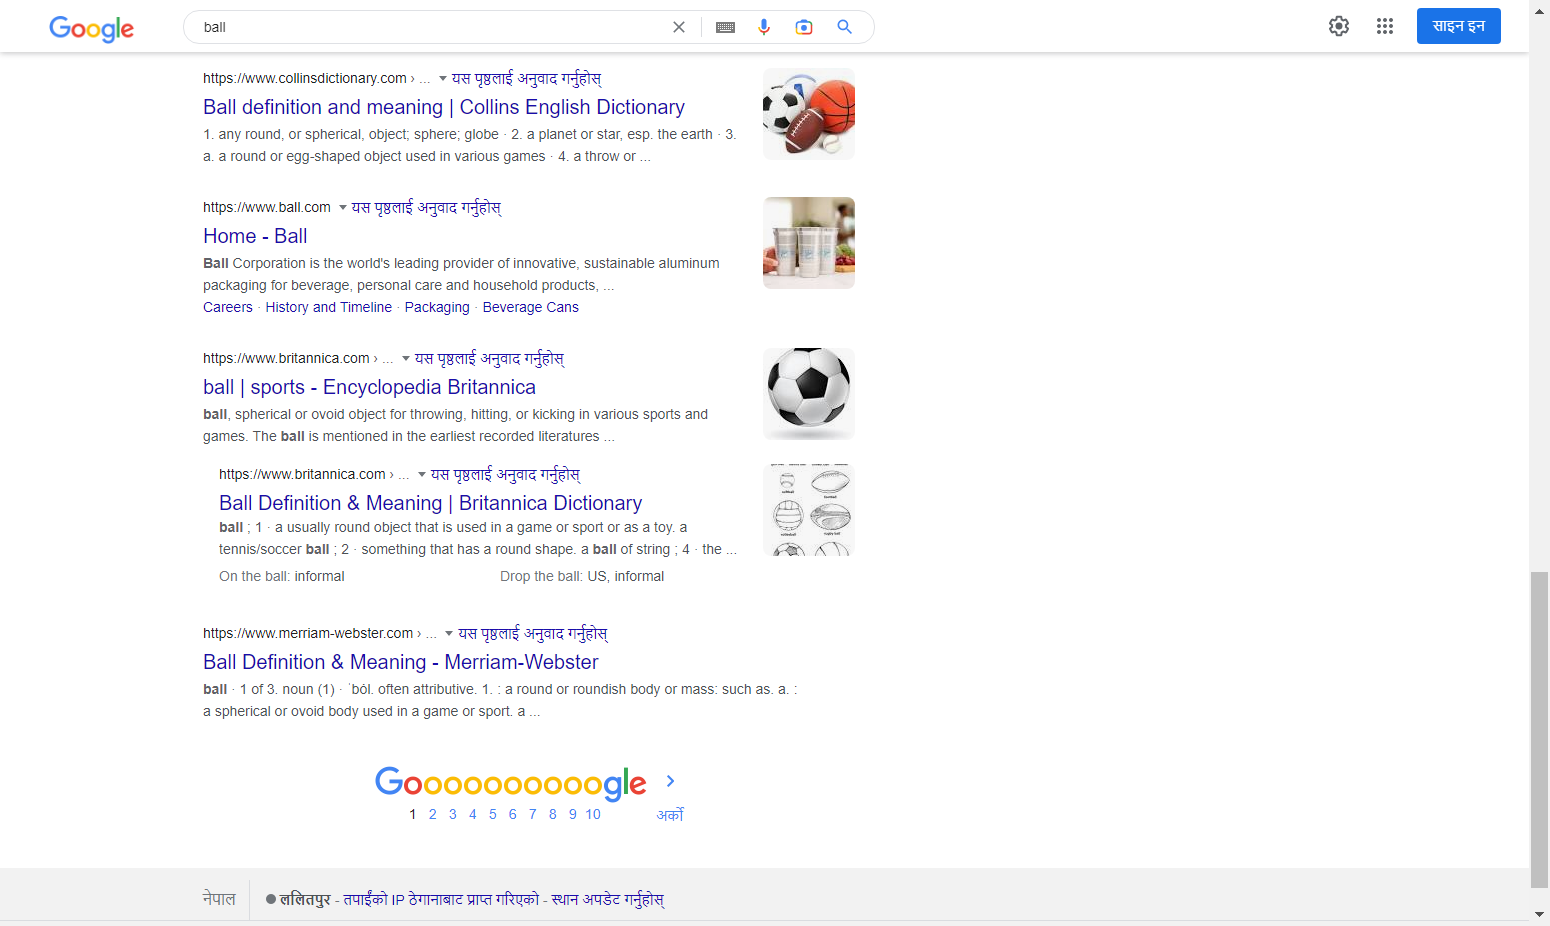 Google
ball
साइन इन
https://www.collinsdictionary.com › ... यस पृष्ठलाई अनुवाद गर्नुहोस्
Ball definition and meaning | Collins English Dictionary
1. any round, or spherical, object; sphere; globe · 2. a planet or star, esp. the earth · 3.
a. a round or egg-shaped object used in various games · 4. a throw or ...
https://www.ball.com यस पृष्ठलाई अनुवाद गर्नुहोस्
Home - Ball
Ball Corporation is the world's leading provider of innovative, sustainable aluminum
packaging for beverage, personal care and household products, ...
Careers · History and Timeline · Packaging · Beverage Cans
https://www.britannica.com › ... यस पृष्ठलाई अनुवाद गर्नुहोस्
ball | sports - Encyclopedia Britannica
ball, spherical or ovoid object for throwing, hitting, or kicking in various sports and
games. The ball is mentioned in the earliest recorded literatures ...
https://www.britannica.com › ... यस पृष्ठलाई अनुवाद गर्नुहोस्
Ball Definition & Meaning | Britannica Dictionary
ball ; 1 · a usually round object that is used in a game or sport or as a toy. a
tennis/soccer ball ; 2 · something that has a round shape. a ball of string ; 4 · the ...
On the ball: informal Drop the ball: US, informal
https://www.merriam-webster.com › ... यस पृष्ठलाई अनुवाद गर्नुहोस्
Ball Definition & Meaning - Merriam-Webster
ball · 1 of 3. noun (1) · ˈbȯl. often attributive. 1. : a round or roundish body or mass: such as. a. :
a spherical or ovoid body used in a game or sport. a ...
Goooooooooogle
1 2 3 4 5 6 7 8 9 10 अर्को
नेपाल ललितपुर - तपाईंको IP ठेगानाबाट प्राप्त गरिएको - स्थान अपडेट गर्नुहोस्